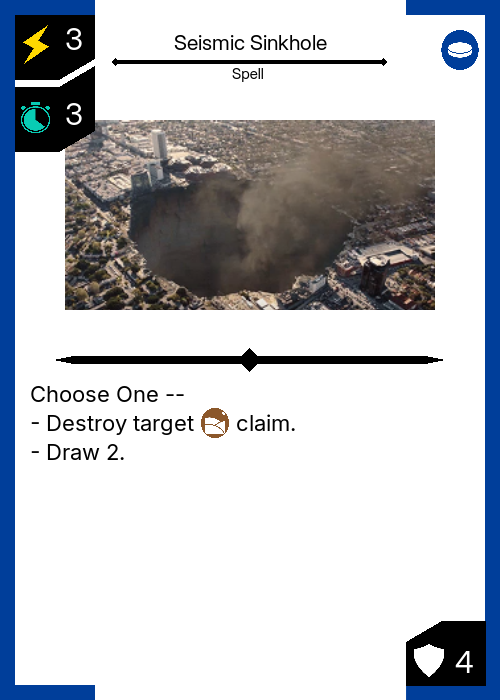 3
Seismic Sinkhole
Spell
3
Choose One --
- Destroy target claim.
- Draw 2.
4